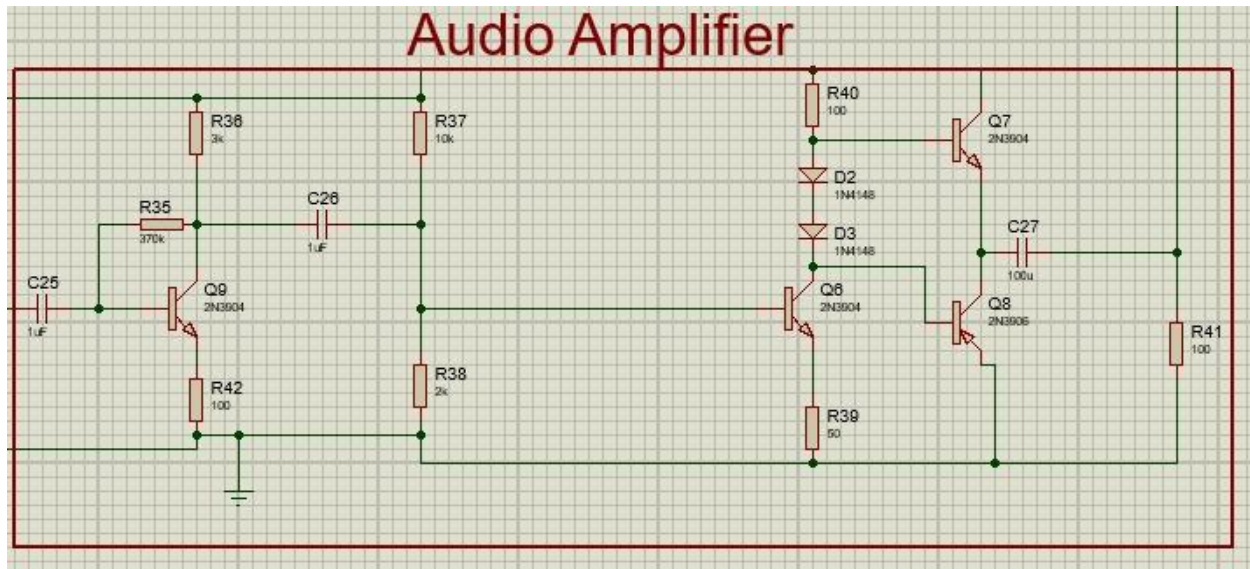 Audio Amplifier
R36
3k
R37
10k
R40
100
Q7
2N3904
D2
1N4148
R35
370k
C26
1uF
D3
1N4148
C27
100u
C25
1uF
Q9
2N3904
Q6
2N3904
Q8
2N3906
R41
100
R42
100
R38
2k
R39
50